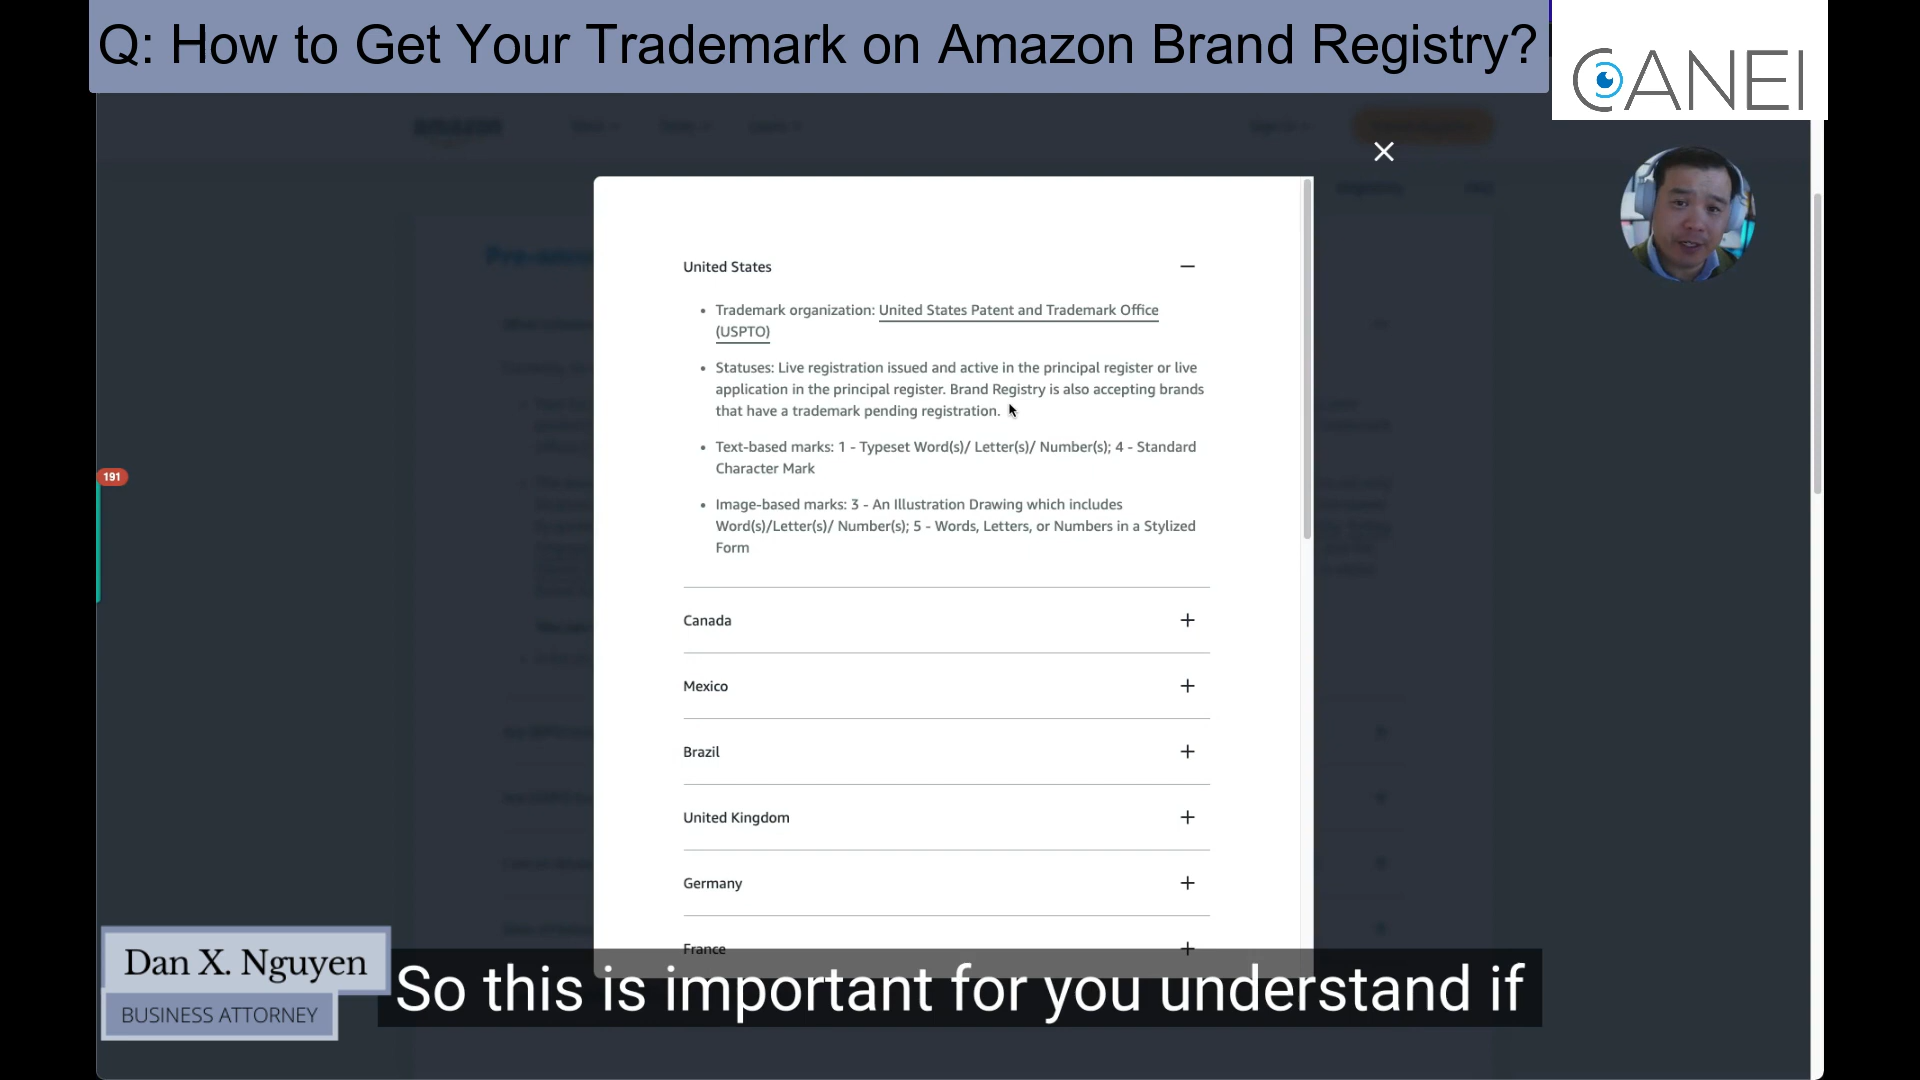 Q: How to Get Your Trademark on Amazon Brand Registry?
CANEI
amazon
United States
Trademark organization: United States Patent and Trademark Office
(USPTO)
Statuses: Live registration issued and active in the principal register or live
application in the principal register. Brand Registry is also accepting brands
that have a trademark pending registration.
191
Text-based marks: 1 - Typeset Word(s)/ Letter(s)/ Number(s); 4 - Standard
Character Mark
Image-based marks: 3 - An Illustration Drawing which includes
Word(s)/Letter(s)/ Number(s); 5 - Words, Letters, or Numbers in a Stylized
Form
Canada
Mexico
Brazil
United Kingdom
Germany
France
Dan X. Nguyen
BUSINESS ATTORNEY
So this is important for you understand if